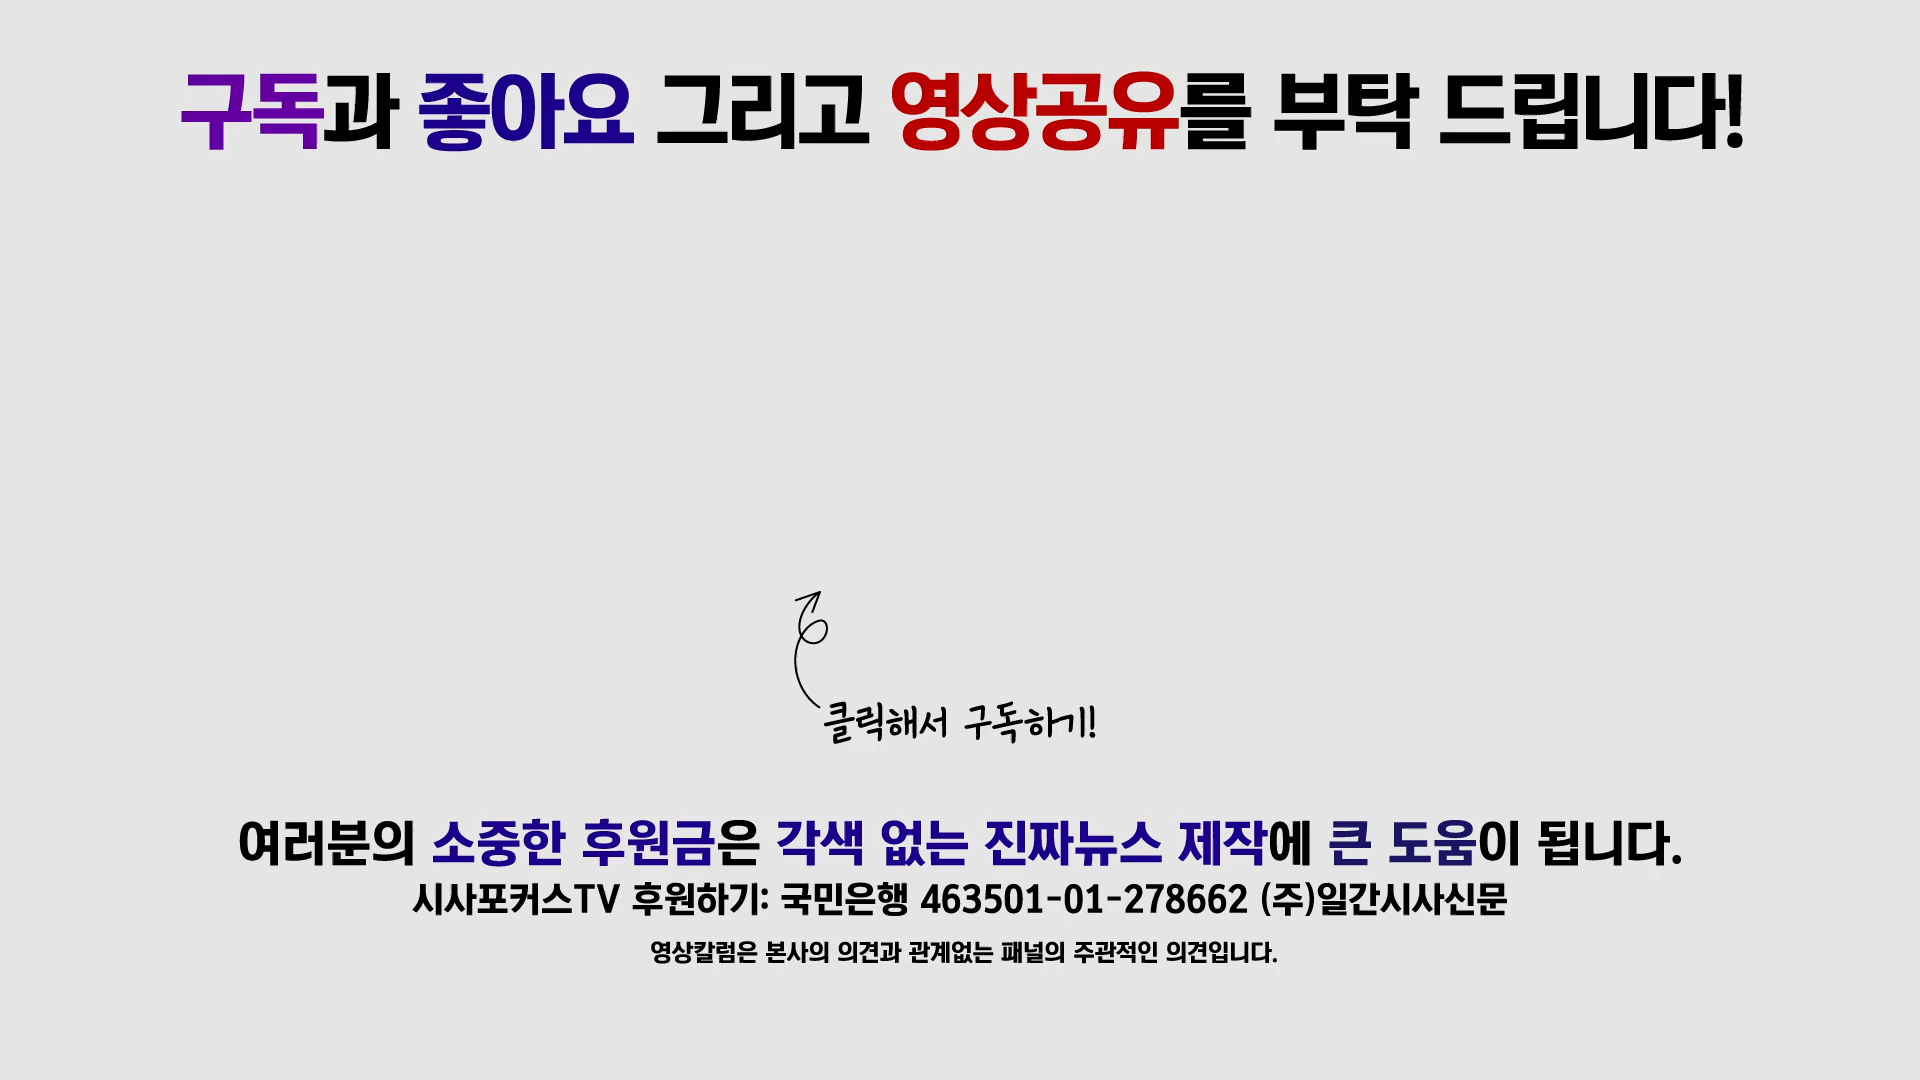 구독과 좋아요 그리고 영상공유를 부탁 드립니다!
클릭해서 구독하기!
여러분의 소중한 후원금은 각색 없는 진짜뉴스 제작에 큰 도움이 됩니다.
시사포커스TV 후원하기: 국민은행 463501-01-278662 (주)일간시사신문
영상칼럼은 본사의 의견과 관계없는 패널의 주관적인 의견입니다.